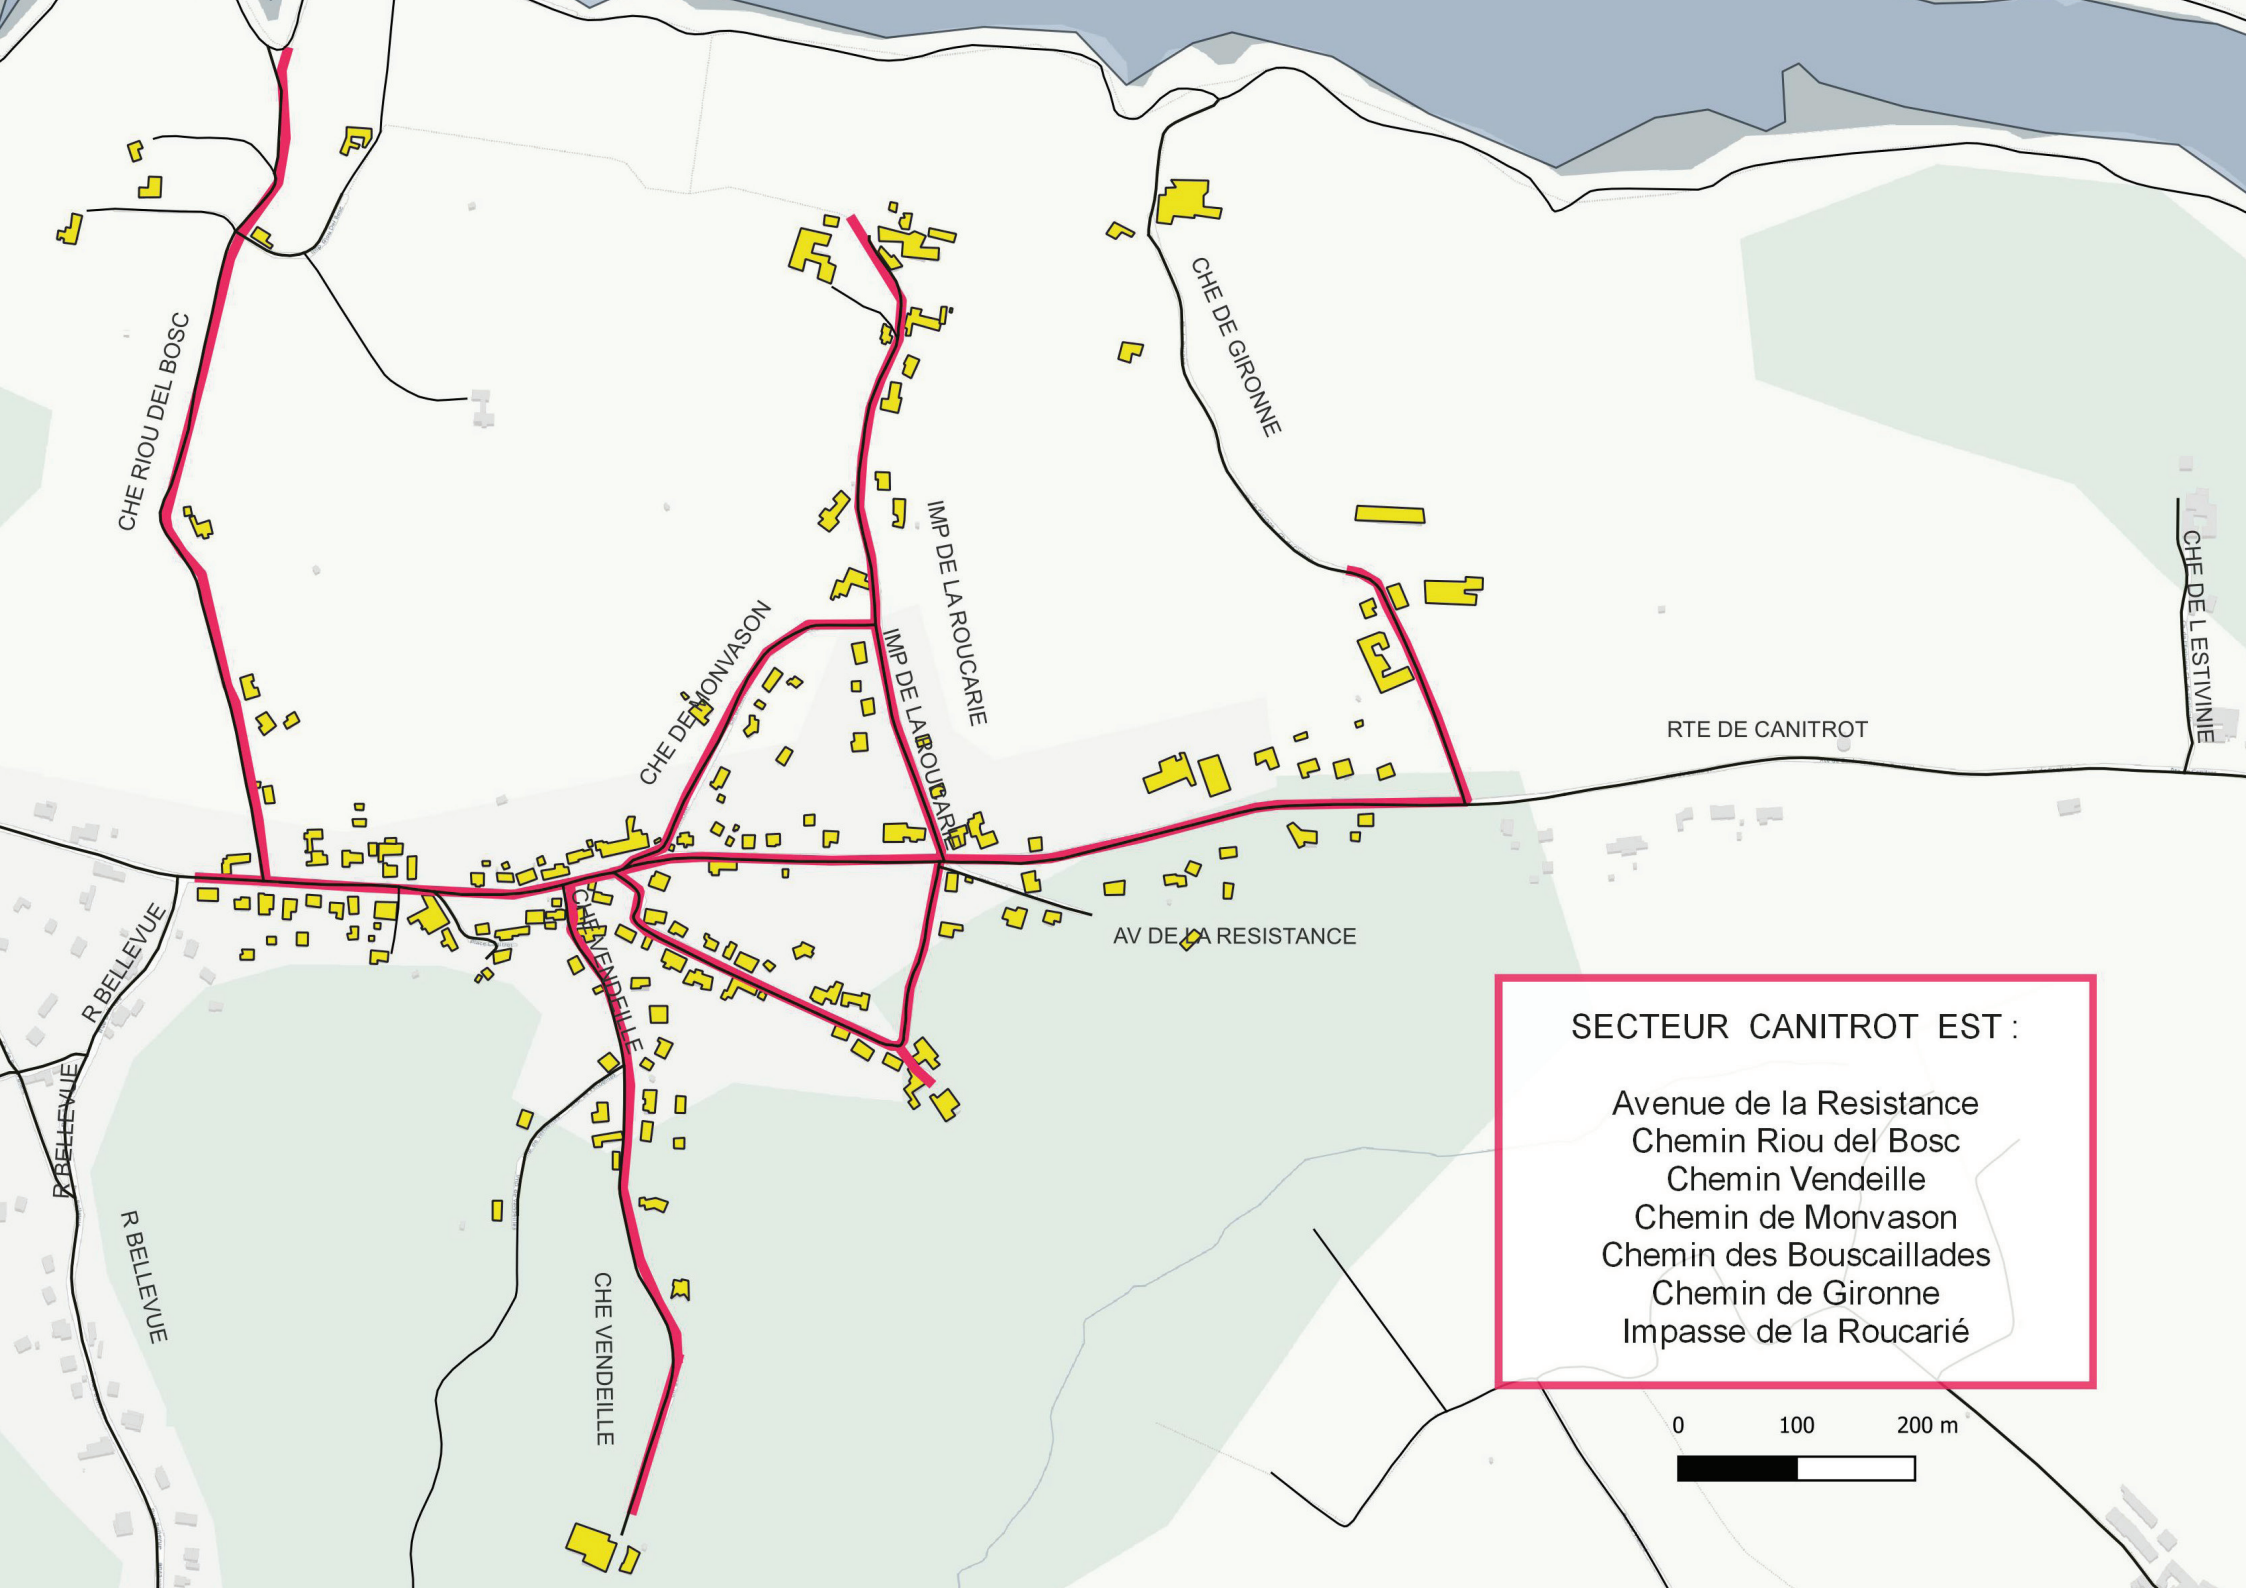 CHE RIOU DEL BOSC
CHE DE GIRONNE
IMP DE LA ROUCARIE
CHE DE L ESTIVINIE
CHE DE MONVASON
IMP DE LA ROUCARIE
RTE DE CANITROT
R BELLEVUE
CHE VENDEILLE
AV DE LA RESISTANCE
R BELLEVUE
R BELLEVUE
CHE VENDEILLE
SECTEUR CANITROT EST :
Avenue de la Resistance
Chemin Riou del Bosc
Chemin Vendeille
Chemin de Monvason
Chemin des Bouscaillades
Chemin de Gironne
Impasse de la Roucarié
0 100 200 m